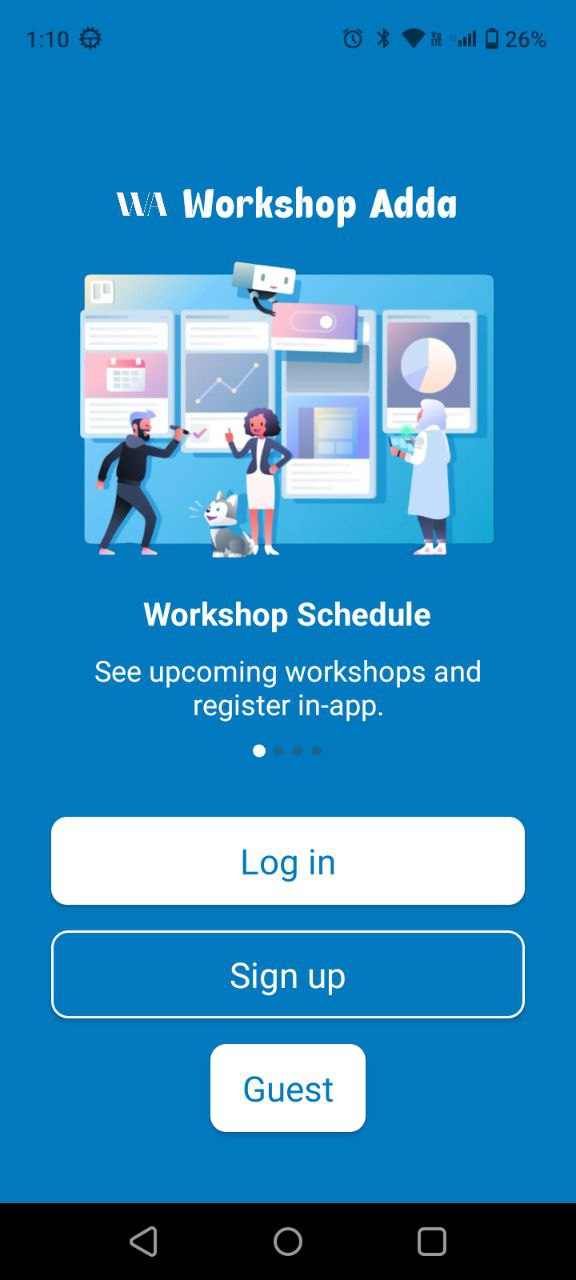 1:10 26%
WA Workshop Adda
Workshop Schedule
See upcoming workshops and
register in-app.
Log in
Sign up
Guest